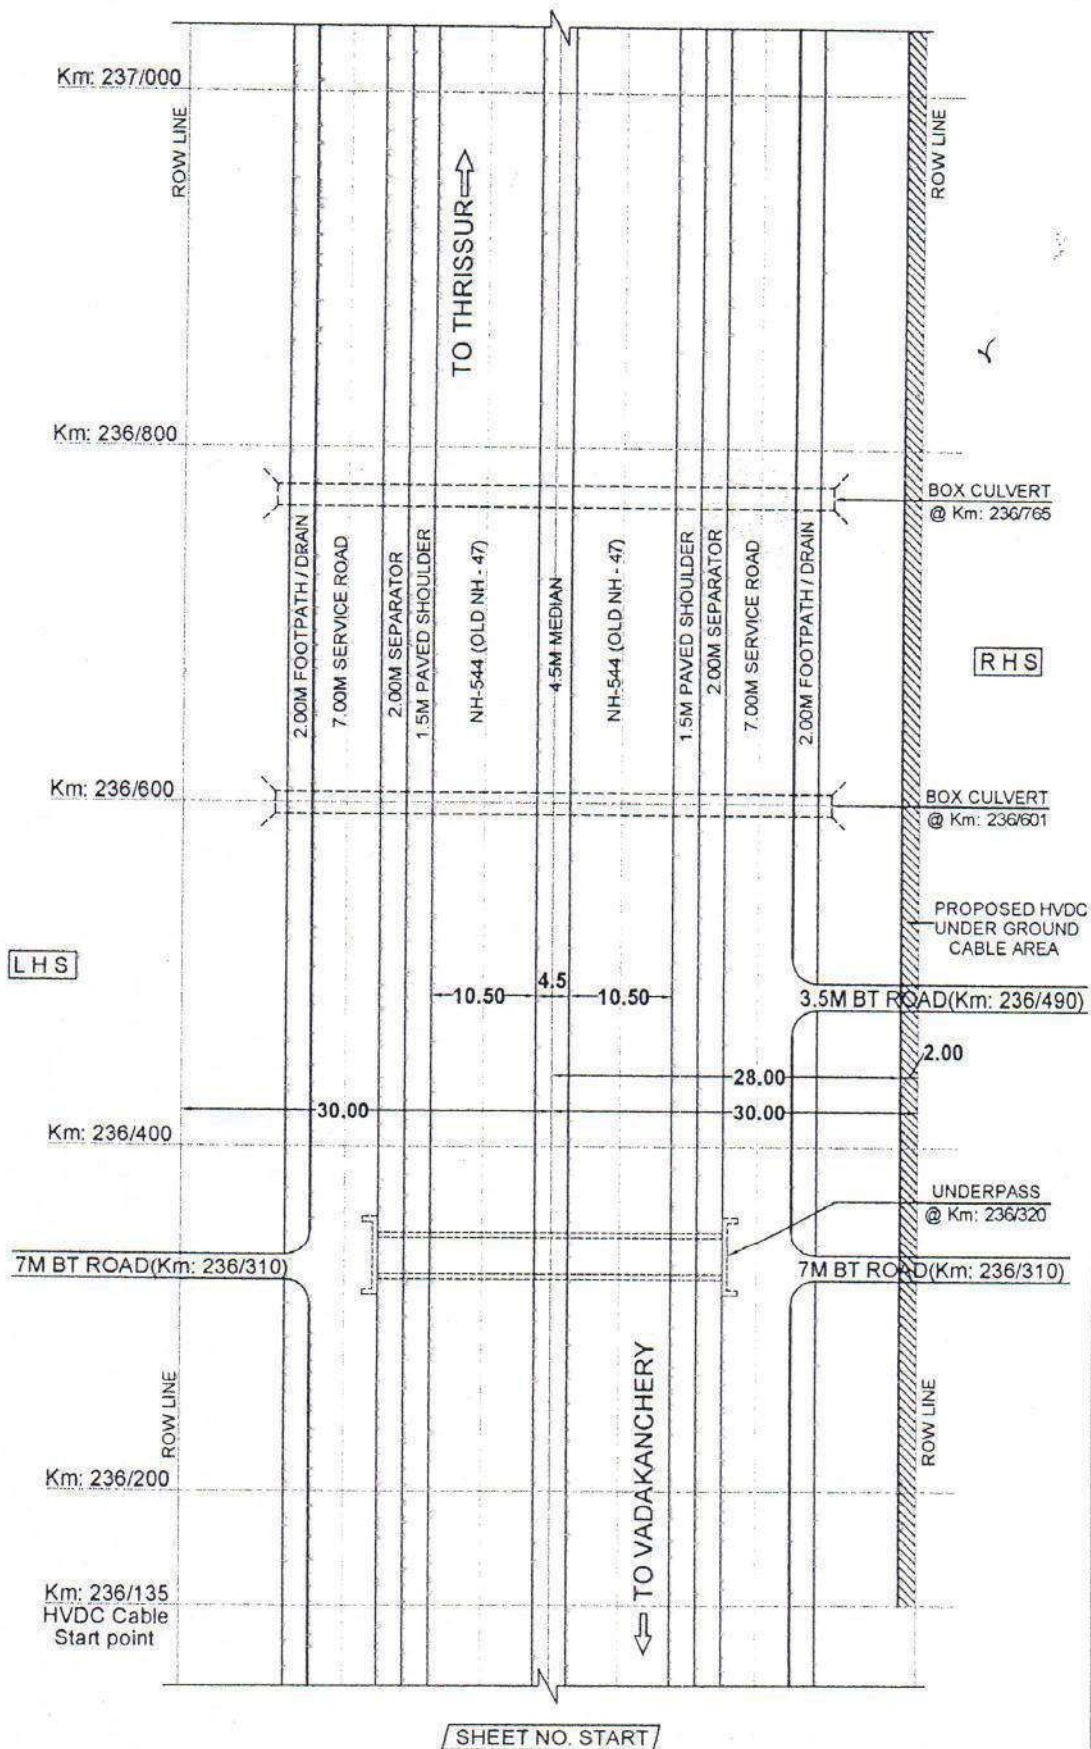 Km: 237/000
ROW LINE
ROW LINE
TO THRISSUR
Km: 236/800
BOX CULVERT
@ Km: 236/765
2.00M FOOTPATH / DRAIN
7.00M SERVICE ROAD
2.00M SEPARATOR
1.5M PAVED SHOULDER
NH-544 (OLD NH - 47)
4.5M MEDIAN
NH-544 (OLD NH - 47)
1.5M PAVED SHOULDER
2.00M SEPARATOR
7.00M SERVICE ROAD
2.00M FOOTPATH / DRAIN
RHS
Km: 236/600
BOX CULVERT
@ Km: 236/601
PROPOSED HVDC
UNDER GROUND
CABLE AREA
LHS
10.50
4.5
10.50
3.5M BT ROAD(Km: 236/490)
2.00
28.00
30.00
30.00
Km: 236/400
UNDERPASS
@ Km: 236/320
7M BT ROAD(Km: 236/310)
7M BT ROAD(Km: 236/310)
TO VADAKANCHERY
ROW LINE
ROW LINE
Km: 236/200
Km: 236/135
HVDC Cable
Start point
SHEET NO. START